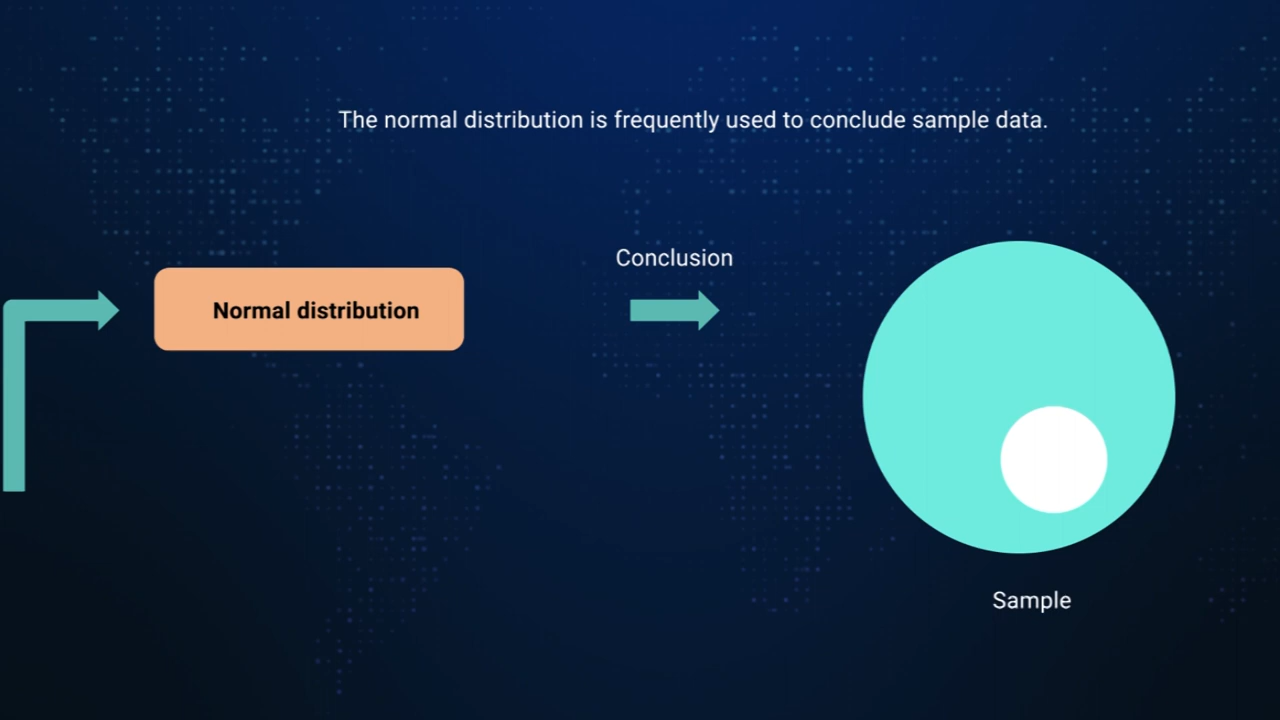 The normal distribution is frequently used to conclude sample data.
Conclusion
Normal distribution
Sample